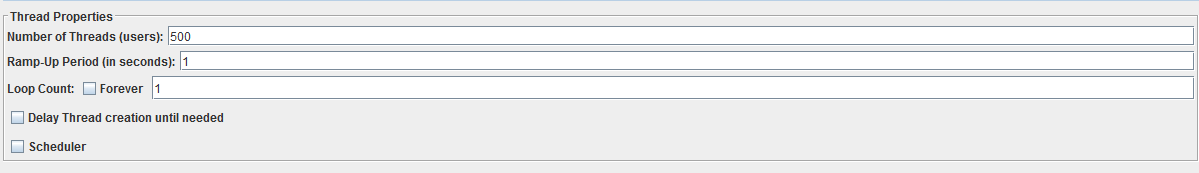 Thread Properties
Number of Threads (users): 500
Ramp-Up Period (in seconds): 1
Loop Count: Forever 1
Delay Thread creation until needed
Scheduler